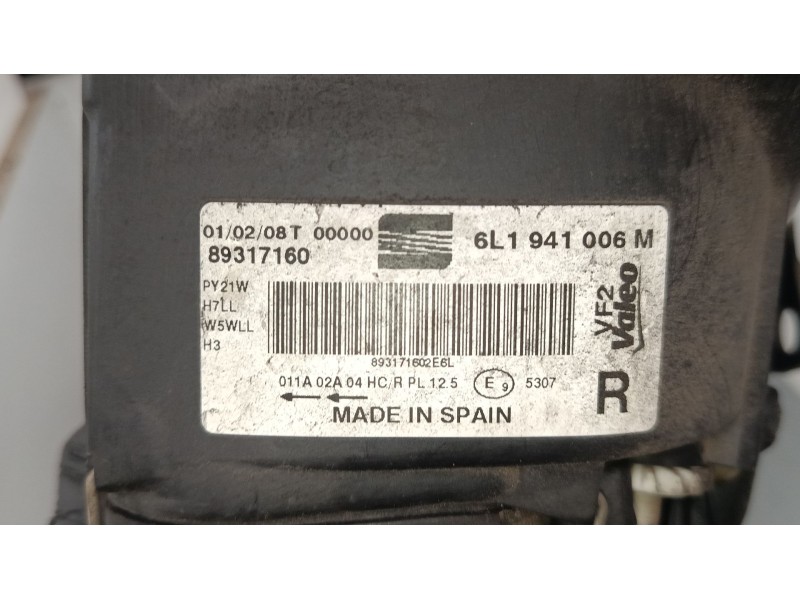 01/02/08 T 00000
89317160
6L1 941 006 M
PY21W
H7LL
W5WLL
H3
893171602E6L
VF2
Valeo
011A 02A 04 HC/R PL 12.5 E9 5307
R
MADE IN SPAIN